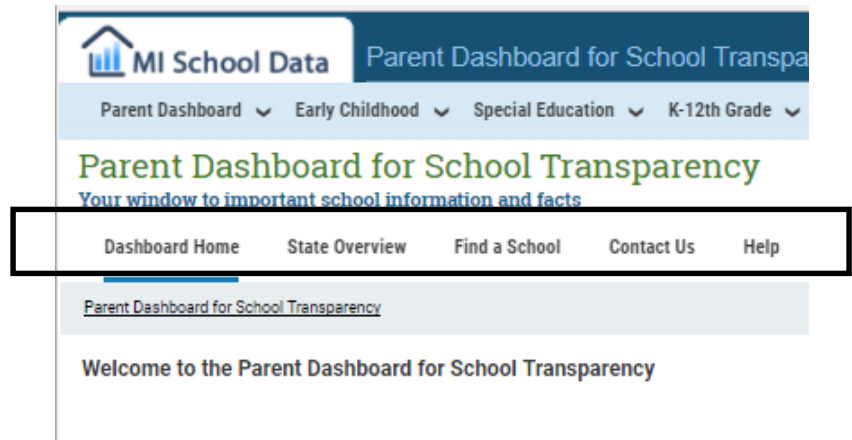 MI School Data Parent Dashboard for School Transpa
Parent Dashboard Early Childhood Special Education K-12th Grade
Parent Dashboard for School Transparency
Your window to important school information and facts
Dashboard Home State Overview Find a School Contact Us Help
Parent Dashboard for School Transparency
Welcome to the Parent Dashboard for School Transparency